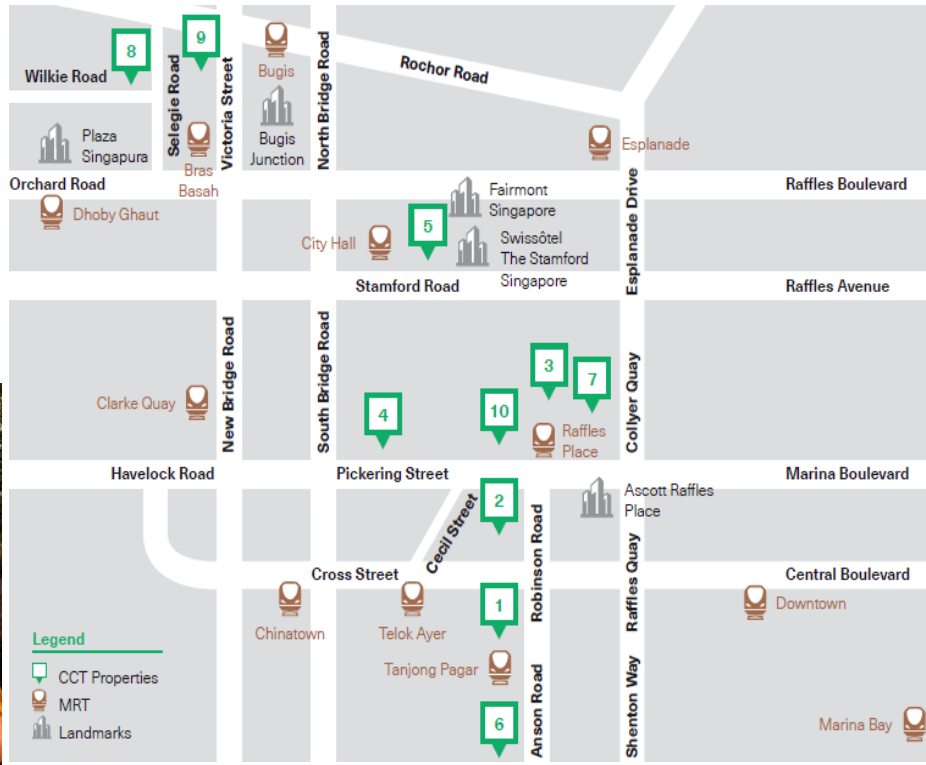 8
9
Wilkie Road
Selegie Road
Victoria Street
Bugis
North Bridge Road
Rochor Road
Plaza
Singapura
Bras
Basah
Bugis
Junction
Esplanade
Orchard Road
Raffles Boulevard
Dhoby Ghaut
City Hall
5
Fairmont
Singapore
Swissôtel
The Stamford
Singapore
Esplanade Drive
Stamford Road
Raffles Avenue
Clarke Quay
New Bridge Road
South Bridge Road
4
10
3
7
Raffles
Place
Collyer Quay
Havelock Road
Pickering Street
Marina Boulevard
Cecil Street
2
Robinson Road
Ascott Raffles
Place
Raffles Quay
Cross Street
Central Boulevard
Chinatown
Telok Ayer
1
Downtown
Tanjong Pagar
6
Anson Road
Shenton Way
Marina Bay
Legend
CCT Properties
MRT
Landmarks